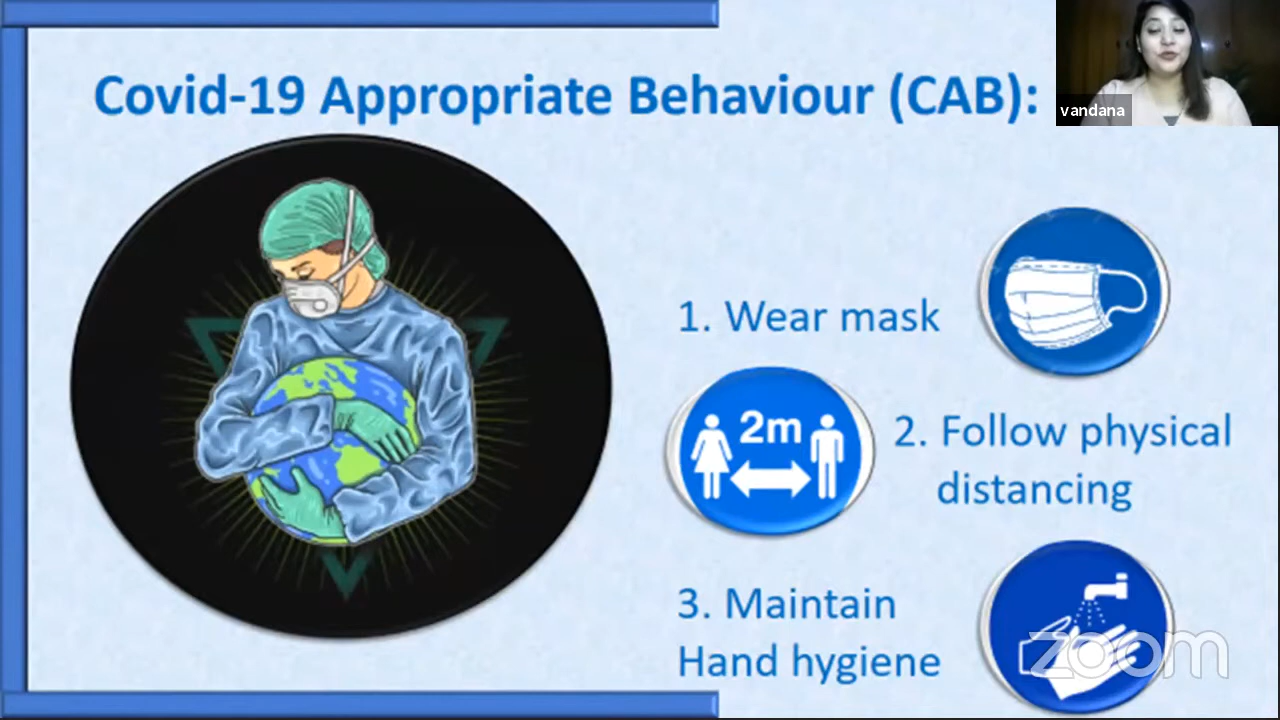 Covid-19 Appropriate Behaviour (CAB):
vandana
1. Wear mask
2m
2. Follow physical
distancing
3. Maintain
Hand hygiene
zoom